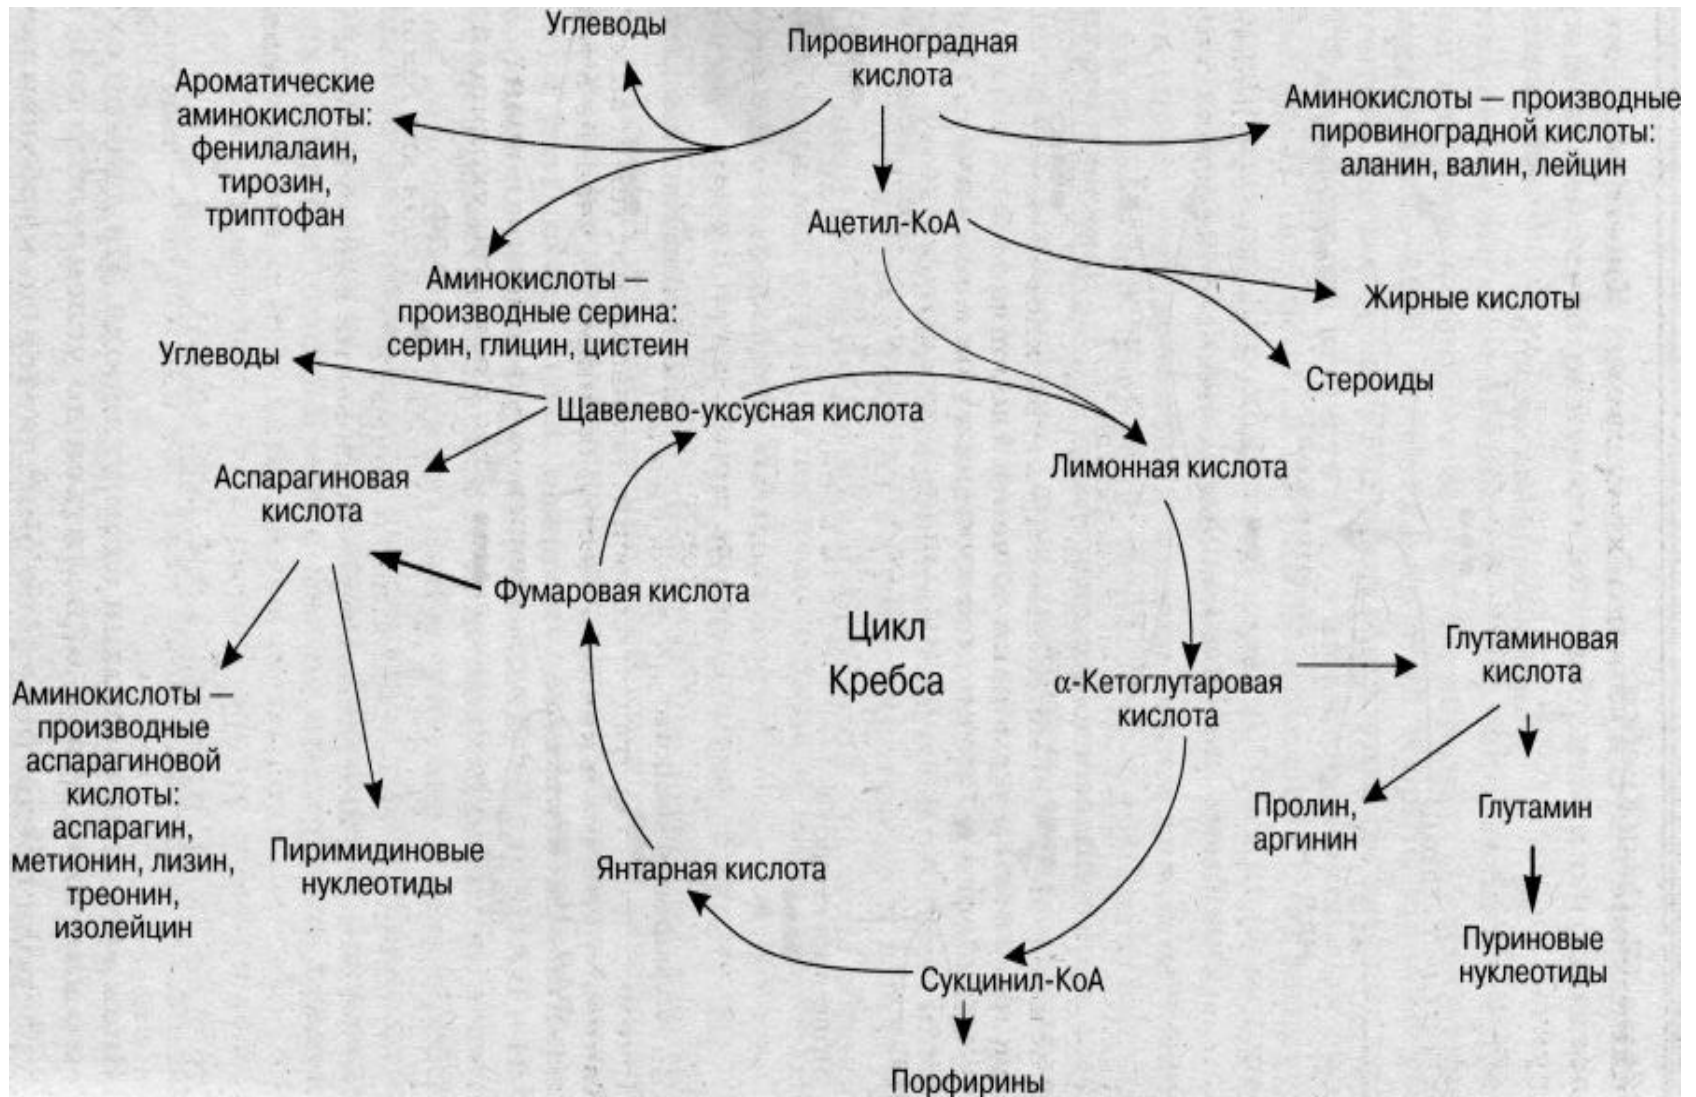 Углеводы
Пировиноградная
кислота
Ароматические
аминокислоты:
фенилалаин,
тирозин,
триптофан
Аминокислоты — производные
пировиноградной кислоты:
аланин, валин, лейцин
Ацетил-КоА
Аминокислоты —
производные серина:
серин, глицин, цистеин
Жирные кислоты
Стероиды
Углеводы
Щавелево-уксусная кислота
Лимонная кислота
Аспарагиновая
кислота
Фумаровая кислота
Цикл
Кребса
α-Кетоглутаровая
кислота
Глутаминовая
кислота
Аминокислоты —
производные
аспарагиновой
кислоты:
аспарагин,
метионин, лизин,
треонин,
изолейцин
Пиримидиновые
нуклеотиды
Янтарная кислота
Пролин,
аргинин
Глутамин
Пуриновые
нуклеотиды
Сукцинил-КоА
Порфирины